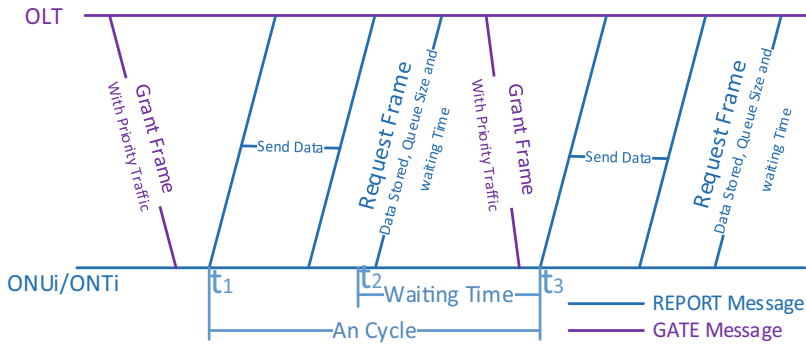 OLT
Grant Frame
With Priority Traffic
Send Data
Request Frame
Data Stored, Queue Size and
waiting Time
Grant Frame
With Priority Traffic
Send Data
Request Frame
Data Stored, Queue Size and
waiting Time
ONUi/ONTi
t1
t2
t3
Waiting Time
An Cycle
REPORT Message
GATE Message